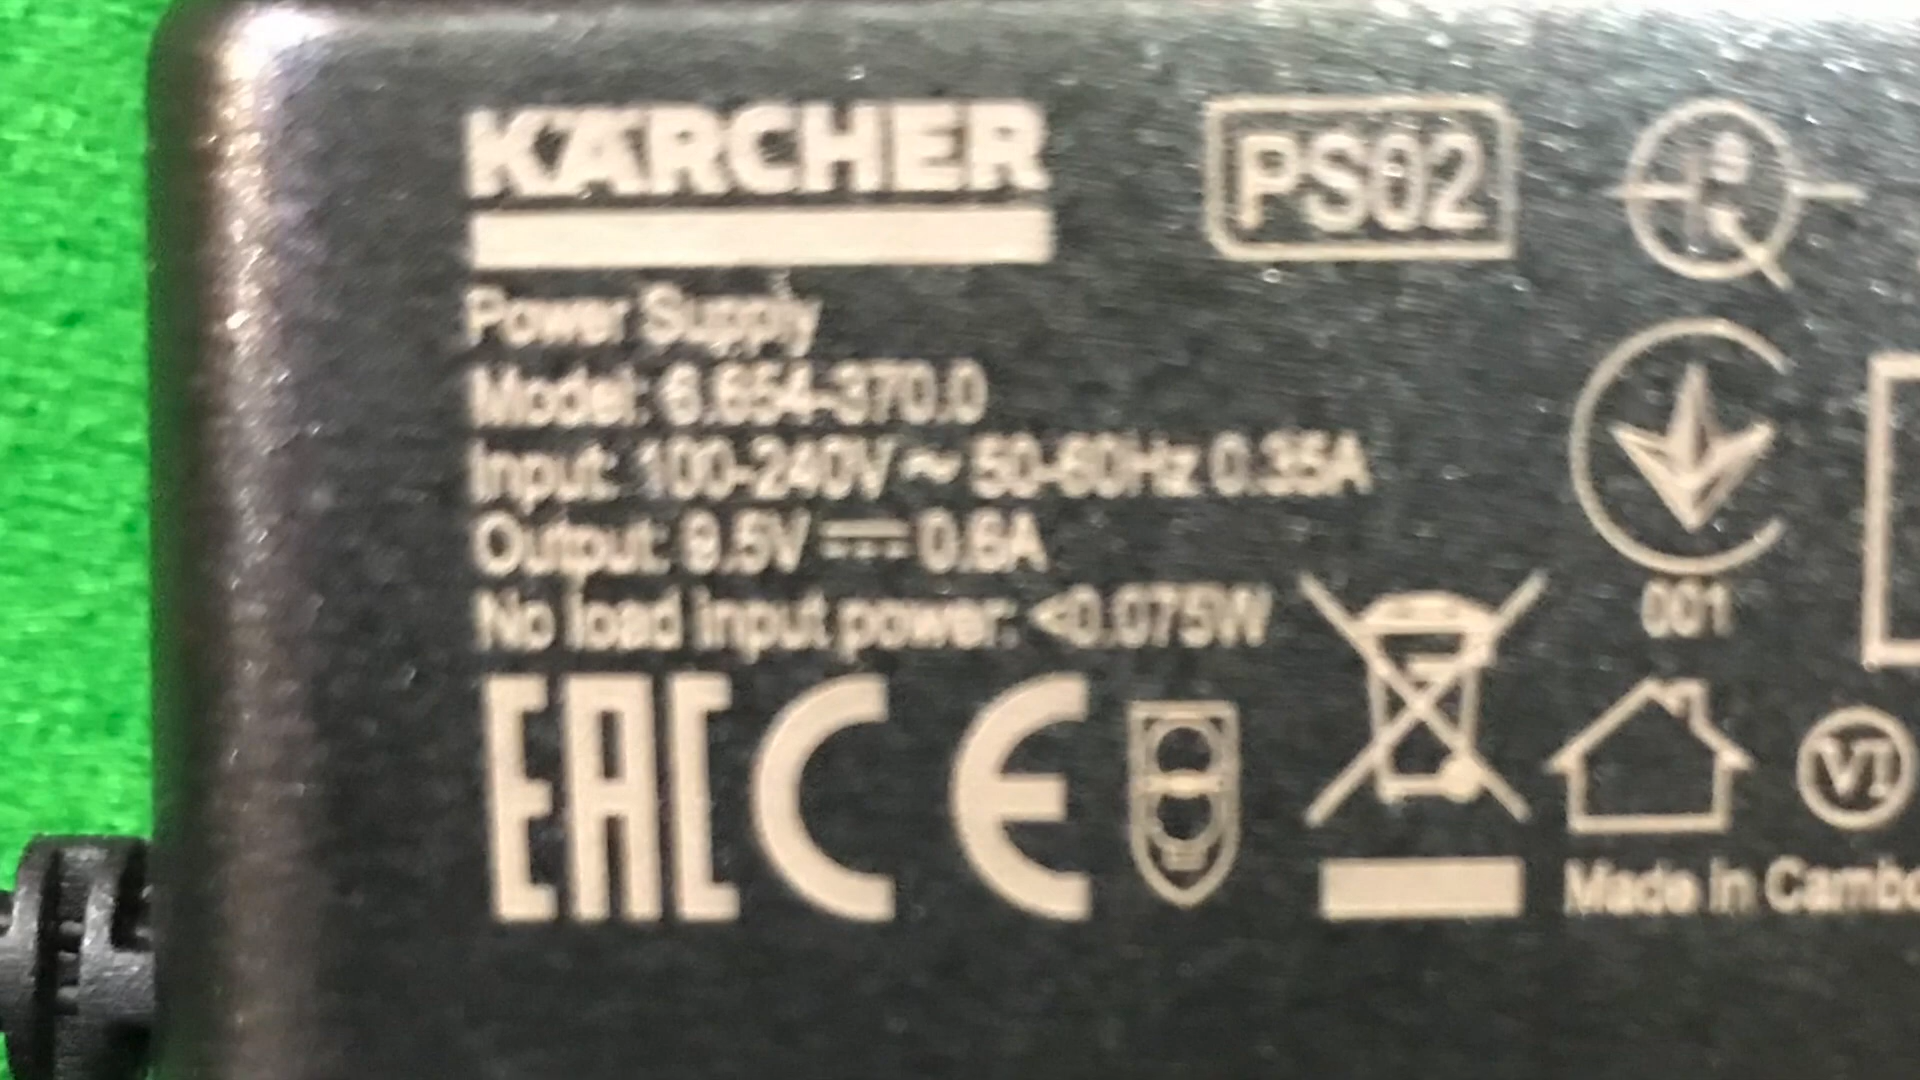 KÄRCHER
PS02
Power Supply
Model: 6.654-370.0
Input: 100-240V ~ 50-60Hz 0.35A
Output: 9.5V ⎓ 0.6A
No load input power: <0.075W
001
EAC CE
VI
Made in Cambo